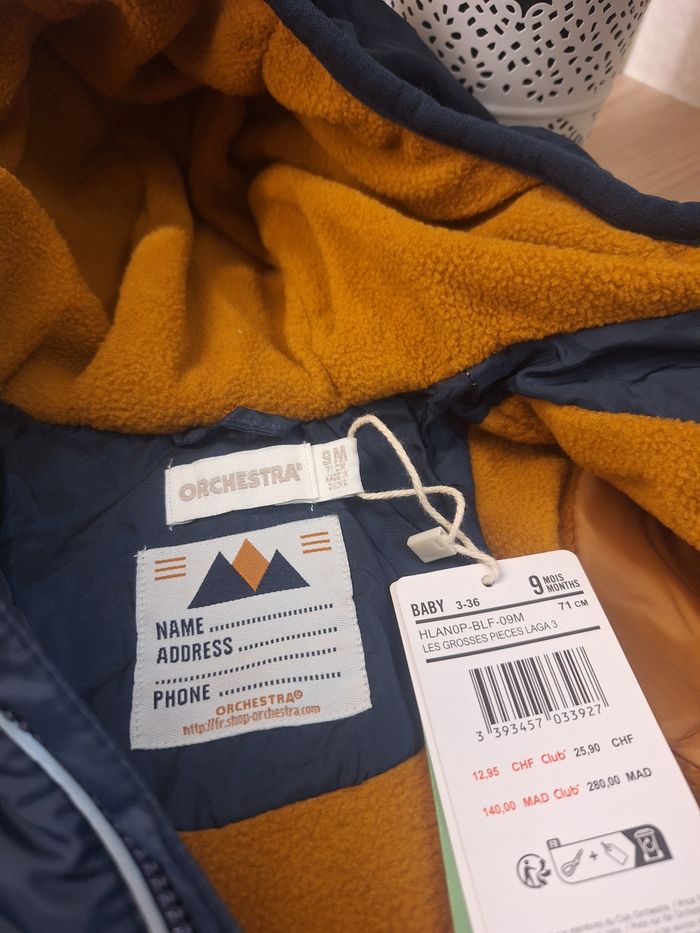 ORCHESTRA®
9M
NAME
ADDRESS
PHONE
ORCHESTRA®
http://fr.shop-orchestra.com
BABY 3-36
9 MOIS
MONTHS
71 CM
HLAN0P-BLF-09M
LES GROSSES PIECES LAGA 3
3 393457 033927
12,95 CHF Club* 25,90 CHF
140,00 MAD Club* 280,00 MAD
FR